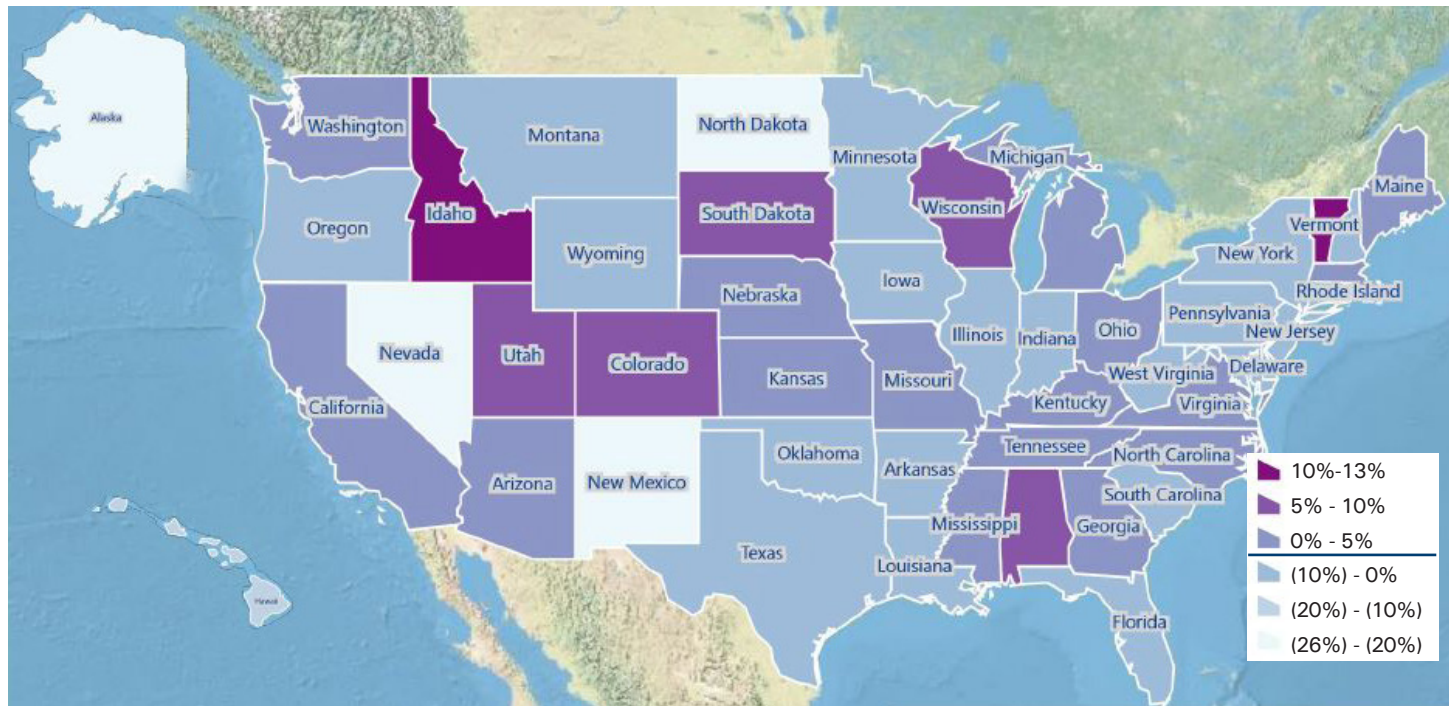 Alaska
Washington
Montana
North Dakota
Minnesota
Michigan
Maine
Oregon
Idaho
South Dakota
Wisconsin
Vermont
Wyoming
New York
Iowa
Nebraska
Rhode Island
Pennsylvania
Nevada
Utah
Colorado
Illinois
Indiana
Ohio
New Jersey
Kansas
Missouri
West Virginia
Delaware
California
Kentucky
Virginia
Tennessee
Oklahoma
North Carolina
Arizona
New Mexico
Arkansas
South Carolina
Mississippi
Georgia
Texas
Louisiana
Hawaii
Florida
10%-13%
5% - 10%
0% - 5%
(10%) - 0%
(20%) - (10%)
(26%) - (20%)